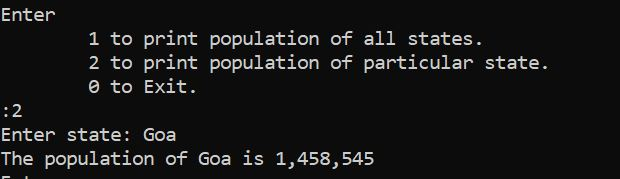 Enter
1 to print population of all states.
2 to print population of particular state.
0 to Exit.
:2
Enter state: Goa
The population of Goa is 1,458,545